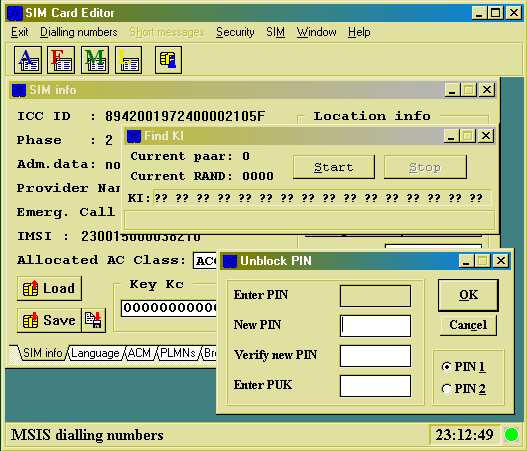 SIM Card Editor
Exit Dialling numbers Short messages Security SIM Window Help
A F M L
SIM info
ICC ID : 8942001972400002105F
Location info
Phase : 2
Find KI
Current paar: 0
Current RAND: 0000
Start Stop
KI: ?? ?? ?? ?? ?? ?? ?? ?? ?? ?? ?? ?? ?? ?? ?? ??
Adm.data: no
Provider Nam
Emerg. Call
IMSI : 230015000038210
Allocated AC Class: ACC
Load
Key Kc
Save
SIM info Language ACM PLMNs Bro
Unblock PIN
Enter PIN
OK
New PIN
Cancel
Verify new PIN
PIN 1
Enter PUK
PIN 2
MSIS dialling numbers 23:12:49